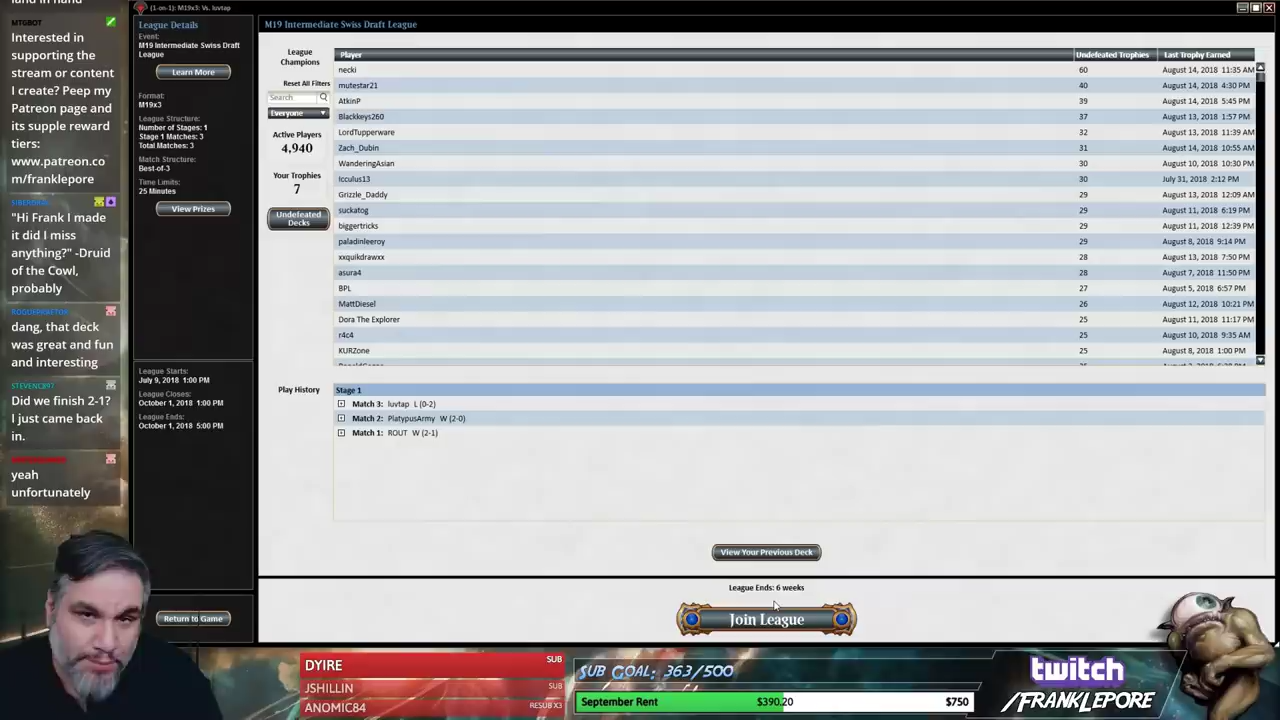 land in hand
MTGBOT
Interested in
supporting the
stream or content
I create? Peep my
Patreon page and
its supple reward
tiers:
www.patreon.co
m/franklepore
"Hi Frank I made
it did I miss
anything?" -Druid
of the Cowl,
probably
dang, that deck
was great and fun
and interesting
STEVENC897
Did we finish 2-1?
I just came back
in.
yeah
unfortunately
(1-on-1): M19x3: Vs. luvtap
League Details
Event:
M19 Intermediate Swiss Draft
League
Learn More
Format:
M19x3
League Structure:
Number of Stages: 1
Stage 1 Matches: 3
Total Matches: 3
Match Structure:
Best-of-3
Time Limits:
25 Minutes
View Prizes
League Starts:
July 9, 2018 1:00 PM
League Closes:
October 1, 2018 1:00 PM
League Ends:
October 1, 2018 5:00 PM
Return to Game
M19 Intermediate Swiss Draft League
League
Champions
Reset All Filters
Search
Everyone
Active Players
4,940
Your Trophies
7
Undefeated
Decks
Player Undefeated Trophies Last Trophy Earned
necki 60 August 14, 2018 11:35 AM
mutestar21 40 August 14, 2018 4:30 PM
AtkinP 39 August 14, 2018 5:45 PM
Blackkeys260 37 August 13, 2018 1:57 PM
LordTupperware 32 August 13, 2018 11:39 AM
Zach_Dubin 31 August 14, 2018 10:55 AM
WanderingAsian 30 August 10, 2018 10:30 PM
Icculus13 30 July 31, 2018 2:12 PM
Grizzle_Daddy 29 August 13, 2018 12:09 AM
suckatog 29 August 11, 2018 6:19 PM
biggertricks 29 August 11, 2018 12:39 PM
paladinleeroy 29 August 8, 2018 9:14 PM
xxquikdrawxx 28 August 13, 2018 7:50 PM
asura4 28 August 7, 2018 11:50 PM
BPL 27 August 5, 2018 6:57 PM
MattDiesel 26 August 12, 2018 10:21 PM
Dora The Explorer 25 August 11, 2018 11:17 PM
r4c4 25 August 10, 2018 9:35 AM
KURZone 25 August 8, 2018 1:00 PM
Play History
Stage 1
Match 3: luvtap L (0-2)
Match 2: PlatypusArmy W (2-0)
Match 1: ROUT W (2-1)
View Your Previous Deck
League Ends: 6 weeks
Join League
DYIRE SUB
JSHILLIN SUB
ANOMIC84 RESUB X3
SUB GOAL: 363/500
September Rent $390.20 $750
twitch
/FRANKLEPORE